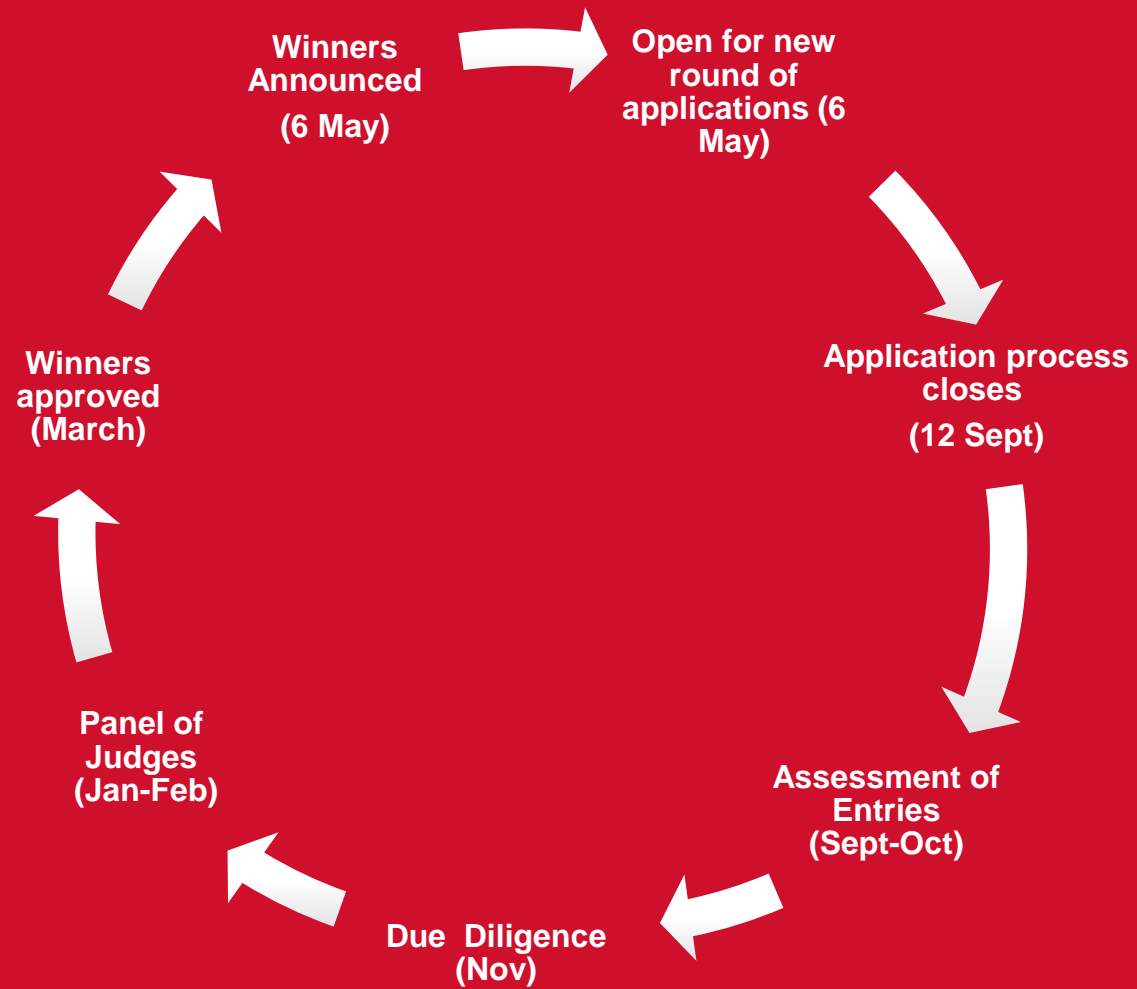 Winners
Announced
(6 May)
Open for new
round of
applications (6
May)
Application process
closes
(12 Sept)
Assessment of
Entries
(Sept-Oct)
Due  Diligence
(Nov)
Panel of
Judges
(Jan-Feb)
Winners
approved
(March)